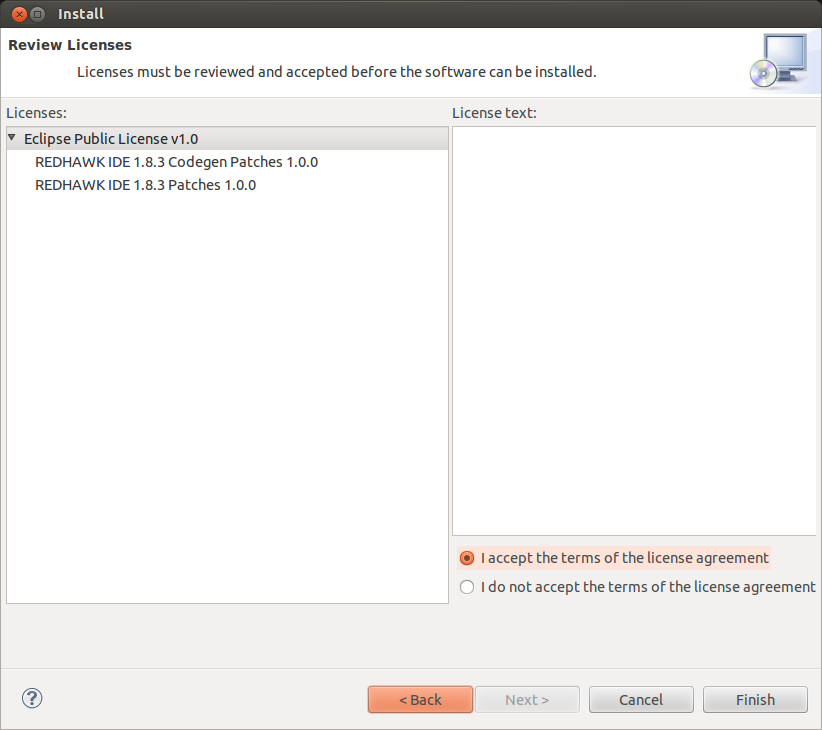 Install
Review Licenses
Licenses must be reviewed and accepted before the software can be installed.
Licenses:
Eclipse Public License v1.0
REDHAWK IDE 1.8.3 Codegen Patches 1.0.0
REDHAWK IDE 1.8.3 Patches 1.0.0
License text:
I accept the terms of the license agreement
I do not accept the terms of the license agreement
?
< Back
Next >
Cancel
Finish